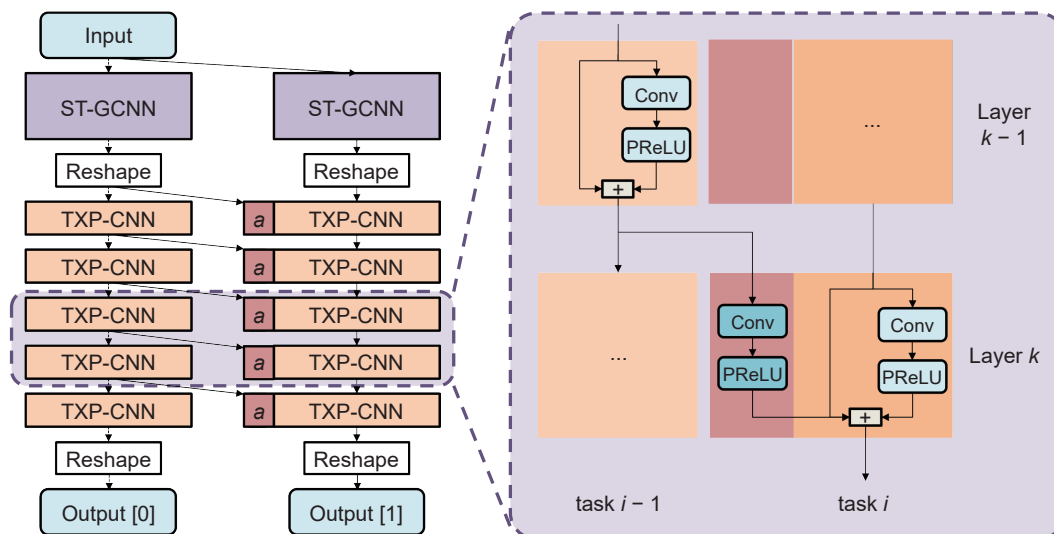 Input
ST-GCNN
ST-GCNN
Reshape
Reshape
TXP-CNN
a
TXP-CNN
TXP-CNN
a
TXP-CNN
TXP-CNN
a
TXP-CNN
TXP-CNN
a
TXP-CNN
TXP-CNN
a
TXP-CNN
Reshape
Reshape
Output [0]
Output [1]
Conv
PReLU
+
...
Layer
k − 1
...
Conv
PReLU
Conv
PReLU
+
Layer k
task i − 1
task i